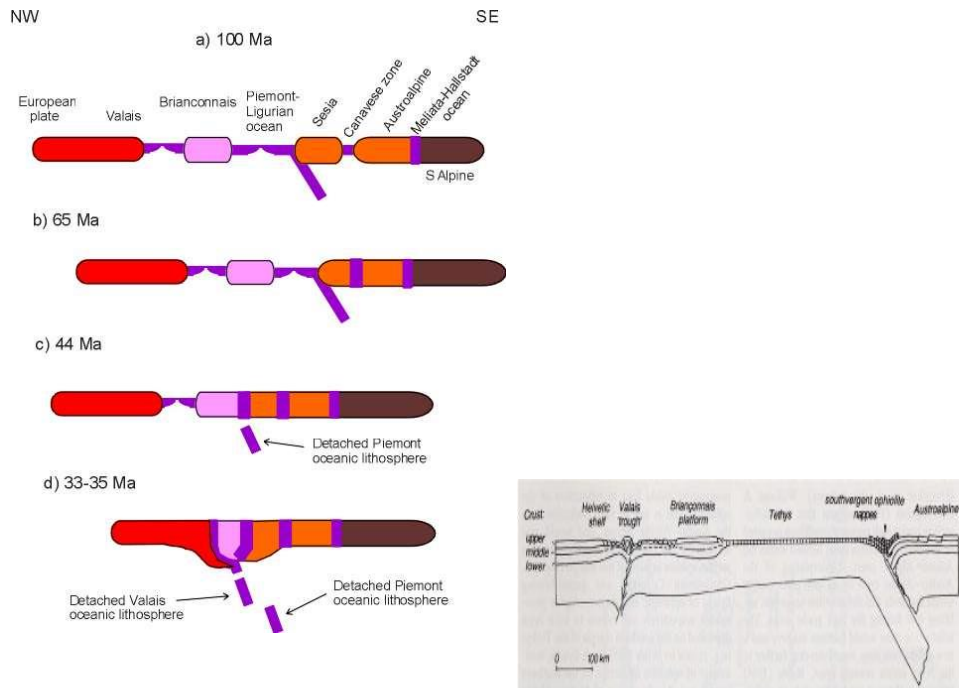 NW
SE
a) 100 Ma
European
plate
Valais
Brianconnais
Piemont-
Ligurian
ocean
Sesia
Canavese zone
Austroalpine
Meliata-Hallstadt
ocean
S Alpine
b) 65 Ma
c) 44 Ma
Detached Piemont
oceanic lithosphere
d) 33-35 Ma
Detached Valais
oceanic lithosphere
Detached Piemont
oceanic lithosphere
Crust:
upper
middle
lower
Helvetic
shelf
Valais
'trough'
Briançonnais
platform
Tethys
southvergent ophiolite
nappes
Austroalpine
0 100 km